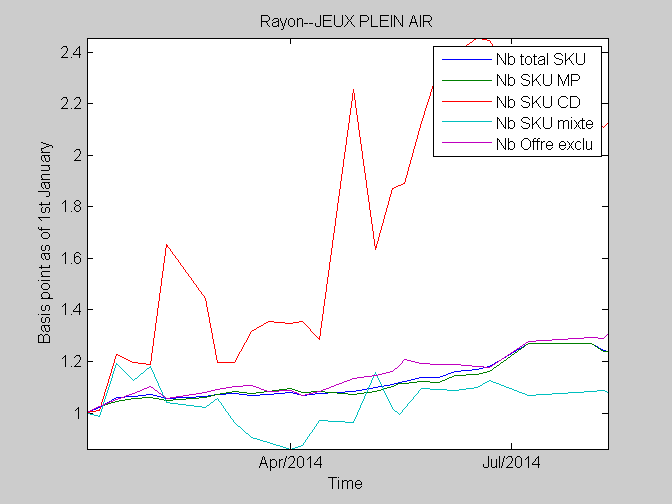 Rayon--JEUX PLEIN AIR
2.4
2.2
2
1.8
1.6
1.4
1.2
1
Basis point as of 1st January
Nb total SKU
Nb SKU MP
Nb SKU CD
Nb SKU mixte
Nb Offre exclu
Apr/2014
Jul/2014
Time